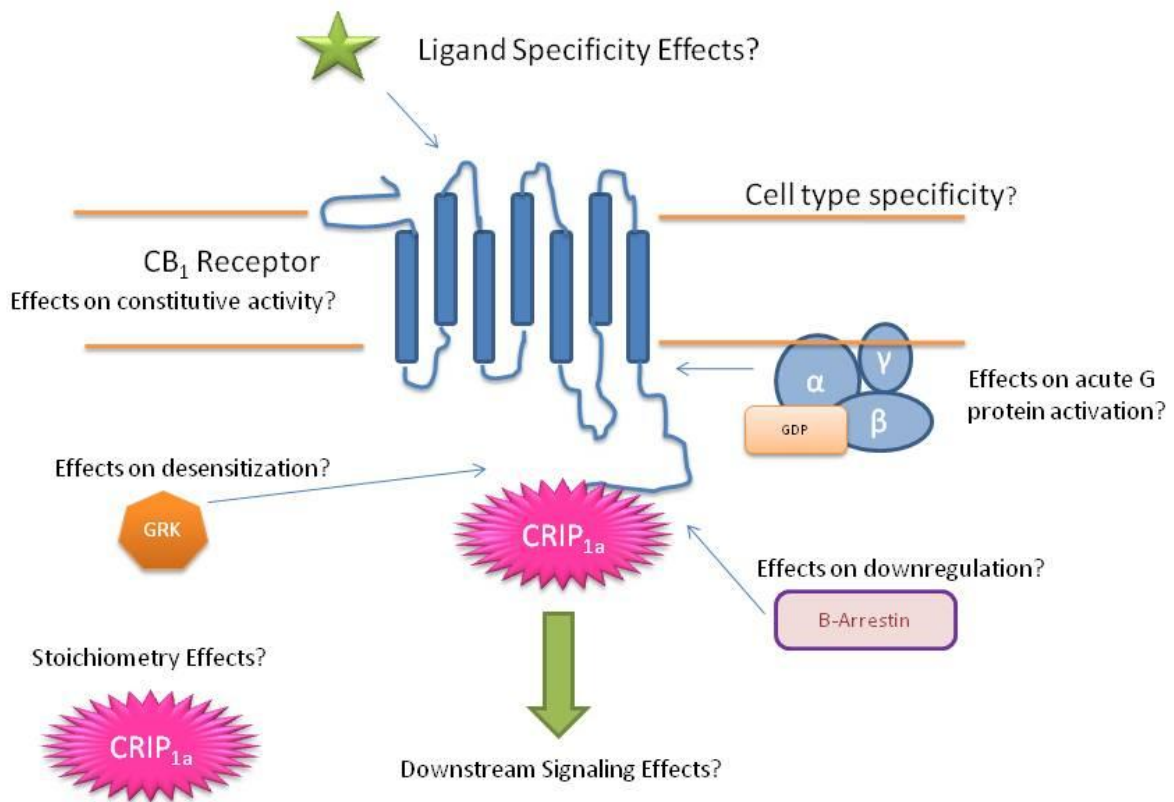 Ligand Specificity Effects?
Cell type specificity?
CB₁ Receptor
Effects on constitutive activity?
α
γ
β
GDP
Effects on acute G
protein activation?
Effects on desensitization?
GRK
CRIP₁ₐ
Effects on downregulation?
B-Arrestin
Stoichiometry Effects?
CRIP₁ₐ
Downstream Signaling Effects?